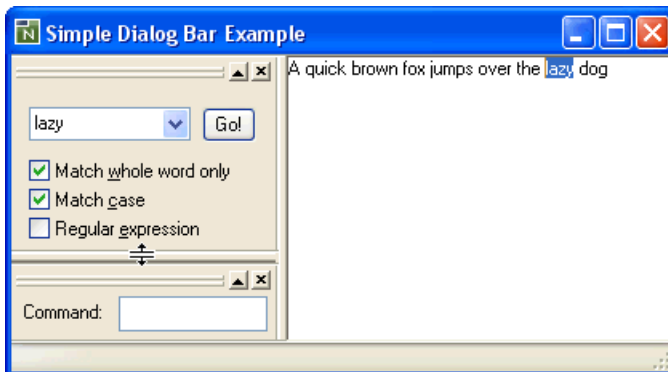 Simple Dialog Bar Example
A quick brown fox jumps over the lazy dog
lazy
Go!
Match whole word only
Match case
Regular expression
Command: